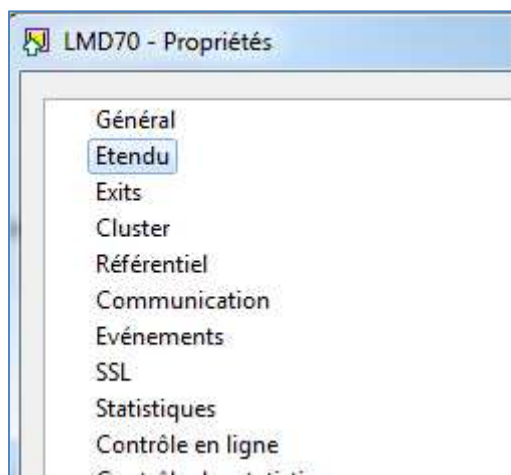 LMD70 - Propriétés
Général
Etendu
Exits
Cluster
Référentiel
Communication
Evénements
SSL
Statistiques
Contrôle en ligne